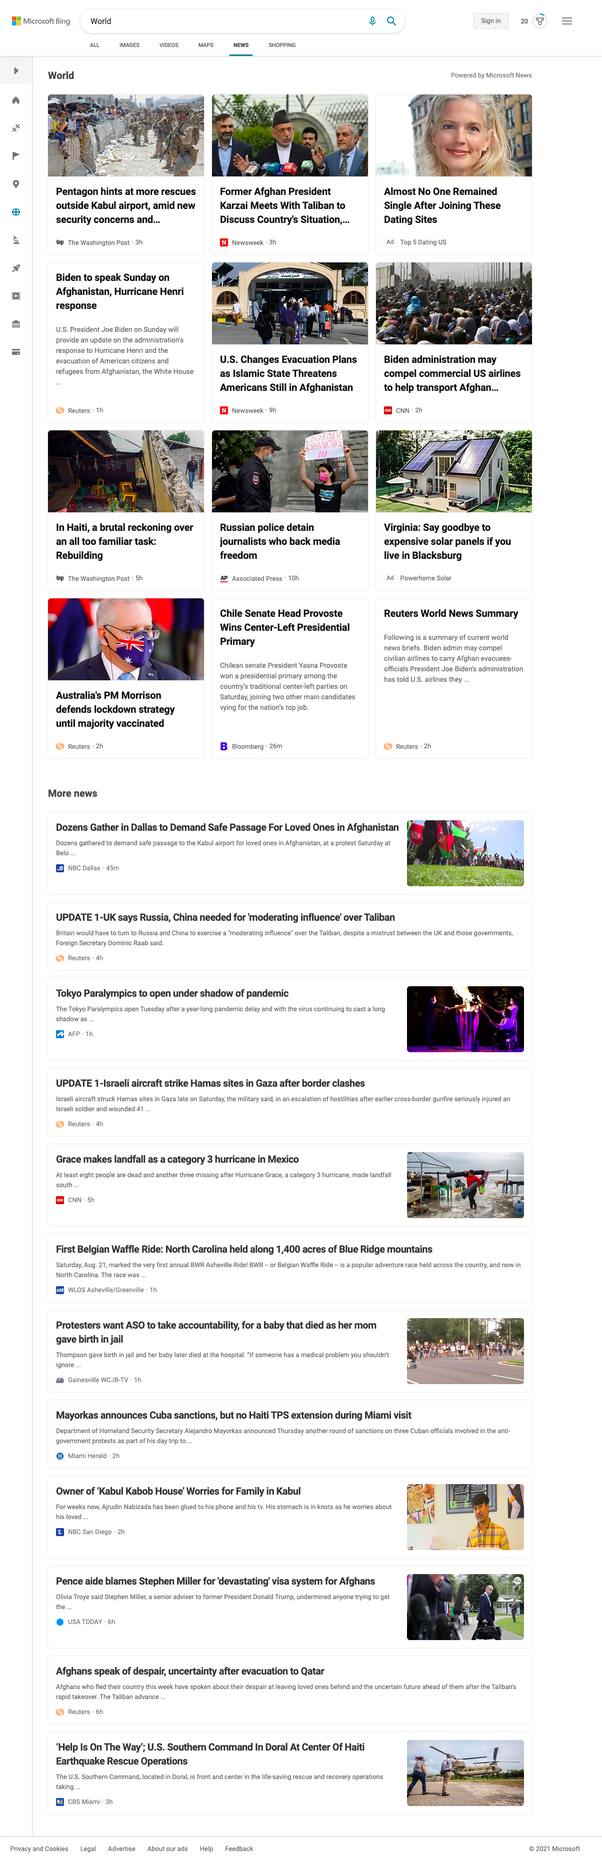 Microsoft Bing
World
Sign in
20
ALL
IMAGES
VIDEOS
MAPS
NEWS
SHOPPING
World
Powered by Microsoft News
Pentagon hints at more rescues
outside Kabul airport, amid new
security concerns and...
The Washington Post · 3h
Former Afghan President
Karzai Meets With Taliban to
Discuss Country's Situation,...
Newsweek · 3h
Almost No One Remained
Single After Joining These
Dating Sites
Ad Top 5 Dating US
Biden to speak Sunday on
Afghanistan, Hurricane Henri
response
U.S. President Joe Biden on Sunday will
provide an update on the administration's
response to Hurricane Henri and the
evacuation of American citizens and
refugees from Afghanistan, the White House
...
Reuters · 1h
U.S. Changes Evacuation Plans
as Islamic State Threatens
Americans Still in Afghanistan
Newsweek · 9h
Biden administration may
compel commercial US airlines
to help transport Afghan...
CNN · 2h
In Haiti, a brutal reckoning over
an all too familiar task:
Rebuilding
The Washington Post · 5h
Russian police detain
journalists who back media
freedom
AP Associated Press · 10h
Virginia: Say goodbye to
expensive solar panels if you
live in Blacksburg
Ad Powerhome Solar
Australia's PM Morrison
defends lockdown strategy
until majority vaccinated
Reuters · 2h
Chile Senate Head Provoste
Wins Center-Left Presidential
Primary
Chilean senate President Yasna Provoste
won a presidential primary among the
country's traditional center-left parties on
Saturday, joining two other main candidates
vying for the nation's top job.
Bloomberg · 26m
Reuters World News Summary
Following is a summary of current world
news briefs. Biden admin may compel
civilian airlines to carry Afghan evacuees-
officials President Joe Biden's administration
has told U.S. airlines they ...
Reuters · 2h
More news
Dozens Gather in Dallas to Demand Safe Passage For Loved Ones in Afghanistan
Dozens gathered to demand safe passage to the Kabul airport for loved ones in Afghanistan, at a protest Saturday at
Belo ...
NBC Dallas · 45m
UPDATE 1-UK says Russia, China needed for 'moderating influence' over Taliban
Britain would have to turn to Russia and China to exercise a "moderating influence" over the Taliban, despite a mistrust between the UK and those governments,
Foreign Secretary Dominic Raab said.
Reuters · 4h
Tokyo Paralympics to open under shadow of pandemic
The Tokyo Paralympics open Tuesday after a year-long pandemic delay and with the virus continuing to cast a long
shadow as ...
AFP · 1h
UPDATE 1-Israeli aircraft strike Hamas sites in Gaza after border clashes
Israeli aircraft struck Hamas sites in Gaza late on Saturday, the military said, in an escalation of hostilities after earlier cross-border gunfire seriously injured an
Israeli soldier and wounded 41 ...
Reuters · 4h
Grace makes landfall as a category 3 hurricane in Mexico
At least eight people are dead and another three missing after Hurricane Grace, a category 3 hurricane, made landfall
south ...
CNN · 5h
First Belgian Waffle Ride: North Carolina held along 1,400 acres of Blue Ridge mountains
Saturday, Aug. 21, marked the very first annual BWR Asheville Ride! BWR -- or Belgian Waffle Ride -- is a popular adventure race held across the country, and now in
North Carolina. The race was ...
WLOS Asheville/Greenville · 1h
Protesters want ASO to take accountability, for a baby that died as her mom
gave birth in jail
Thompson gave birth in jail and her baby later died at the hospital. "If someone has a medical problem you shouldn't
ignore ...
Gainesville WCJB-TV · 1h
Mayorkas announces Cuba sanctions, but no Haiti TPS extension during Miami visit
Department of Homeland Security Secretary Alejandro Mayorkas announced Thursday another round of sanctions on three Cuban officials involved in the anti-
government protests as part of his day trip to ...
Miami Herald · 2h
Owner of 'Kabul Kabob House' Worries for Family in Kabul
For weeks now, Ajrudin Nabizada has been glued to his phone and his tv. His stomach is in knots as he worries about
his loved ...
NBC San Diego · 2h
Pence aide blames Stephen Miller for 'devastating' visa system for Afghans
Olivia Troye said Stephen Miller, a senior adviser to former President Donald Trump, undermined anyone trying to get
the ...
USA TODAY · 6h
Afghans speak of despair, uncertainty after evacuation to Qatar
Afghans who fled their country this week have spoken about their despair at leaving loved ones behind and the uncertain future ahead of them after the Taliban's
rapid takeover. The Taliban advance ...
Reuters · 6h
'Help Is On The Way'; U.S. Southern Command In Doral At Center Of Haiti
Earthquake Rescue Operations
The U.S. Southern Command, located in Doral, is front and center in the life-saving rescue and recovery operations
taking ...
CBS Miami · 3h
Privacy and Cookies
Legal
Advertise
About our ads
Help
Feedback
© 2021 Microsoft